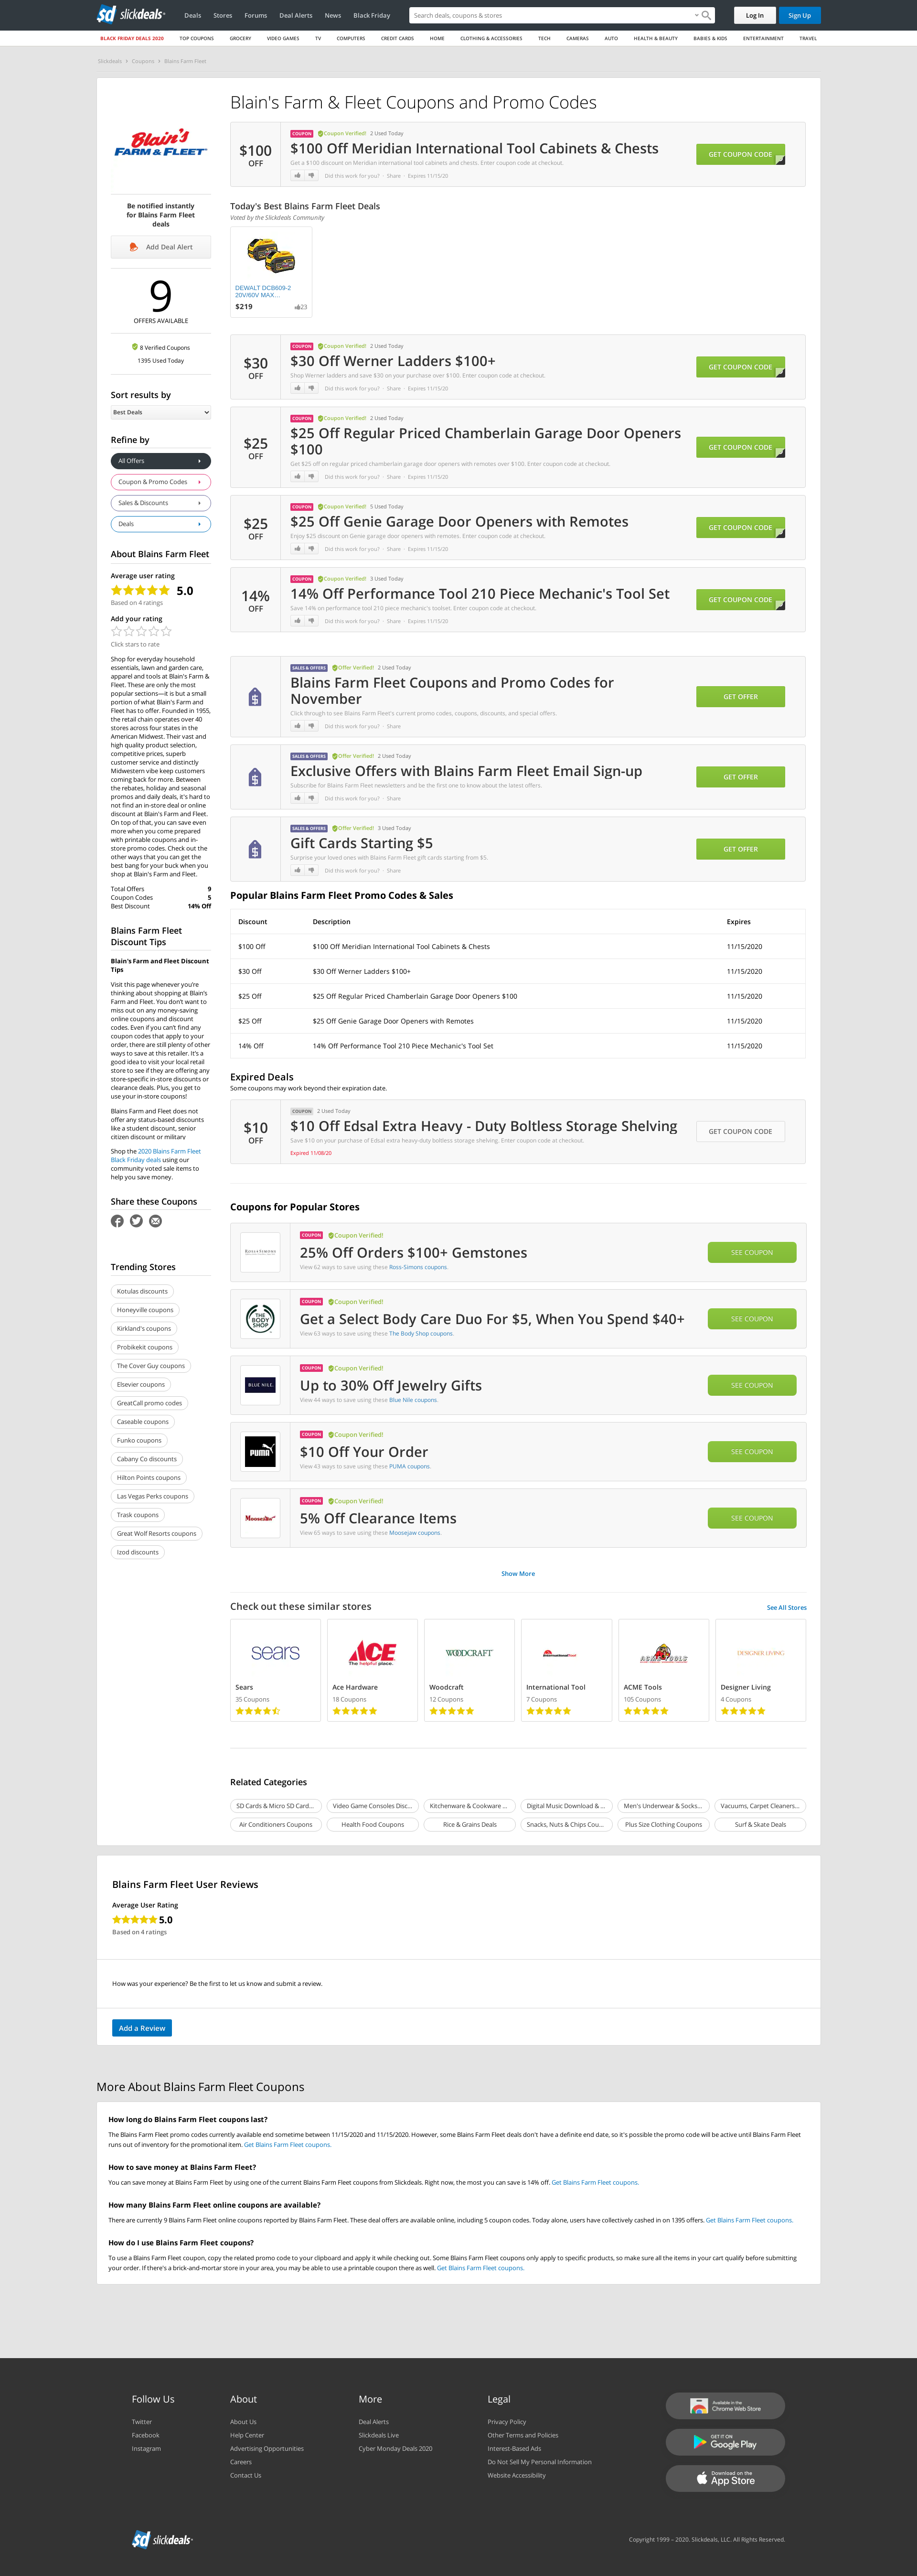 sd slickdeals
Deals
Stores
Forums
Deal Alerts
News
Black Friday
Search deals, coupons & stores
Log In
Sign Up
BLACK FRIDAY DEALS 2020
TOP COUPONS
GROCERY
VIDEO GAMES
TV
COMPUTERS
CREDIT CARDS
HOME
CLOTHING & ACCESSORIES
TECH
CAMERAS
AUTO
HEALTH & BEAUTY
BABIES & KIDS
ENTERTAINMENT
TRAVEL
Slickdeals
Coupons
Blains Farm Fleet
Blain's
FARM & FLEET
Be notified instantly
for Blains Farm Fleet
deals
Add Deal Alert
9
OFFERS AVAILABLE
8 Verified Coupons
1395 Used Today
Sort results by
Best Deals
Refine by
All Offers
Coupon & Promo Codes
Sales & Discounts
Deals
About Blains Farm Fleet
Average user rating
5.0
Based on 4 ratings
Add your rating
Click stars to rate
Shop for everyday household
essentials, lawn and garden care,
apparel and tools at Blain's Farm &
Fleet. These are only the most
popular sections—it is but a small
portion of what Blain's Farm and
Fleet has to offer. Founded in 1955,
the retail chain operates over 40
stores across four states in the
American Midwest. Their vast and
high quality product selection,
competitive prices, superb
customer service and distinctly
Midwestern vibe keep customers
coming back for more. Between
the rebates, holiday and seasonal
promos and daily deals, it's hard to
not find an in-store deal or online
discount at Blain's Farm and Fleet.
On top of that, you can save even
more when you come prepared
with printable coupons and in-
store promo codes. Check out the
other ways that you can get the
best bang for your buck when you
shop at Blain's Farm and Fleet.
Total Offers 9
Coupon Codes 5
Best Discount 14% Off
Blains Farm Fleet
Discount Tips
Blain's Farm and Fleet Discount
Tips
Visit this page whenever you're
thinking about shopping at Blain's
Farm and Fleet. You don't want to
miss out on any money-saving
online coupons and discount
codes. Even if you can't find any
coupon codes that apply to your
order, there are still plenty of other
ways to save at this retailer. It's a
good idea to visit your local retail
store to see if they are offering any
store-specific in-store discounts or
clearance deals. Plus, you get to
use your in-store coupons!
Blains Farm and Fleet does not
offer any status-based discounts
like a student discount, senior
citizen discount or military
Shop the 2020 Blains Farm Fleet
Black Friday deals using our
community voted sale items to
help you save money.
Share these Coupons
Trending Stores
Kotulas discounts
Honeyville coupons
Kirkland's coupons
Probikekit coupons
The Cover Guy coupons
Elsevier coupons
GreatCall promo codes
Caseable coupons
Funko coupons
Cabany Co discounts
Hilton Points coupons
Las Vegas Perks coupons
Trask coupons
Great Wolf Resorts coupons
Izod discounts
Blain's Farm & Fleet Coupons and Promo Codes
$100
OFF
COUPON Coupon Verified! 2 Used Today
$100 Off Meridian International Tool Cabinets & Chests
Get a $100 discount on Meridian international tool cabinets and chests. Enter coupon code at checkout.
Did this work for you? · Share · Expires 11/15/20
GET COUPON CODE
Today's Best Blains Farm Fleet Deals
Voted by the Slickdeals Community
DEWALT DCB609-2
20V/60V MAX…
$219
23
$30
OFF
COUPON Coupon Verified! 2 Used Today
$30 Off Werner Ladders $100+
Shop Werner ladders and save $30 on your purchase over $100. Enter coupon code at checkout.
Did this work for you? · Share · Expires 11/15/20
GET COUPON CODE
$25
OFF
COUPON Coupon Verified! 2 Used Today
$25 Off Regular Priced Chamberlain Garage Door Openers
$100
Get $25 off on regular priced chamberlain garage door openers with remotes over $100. Enter coupon code at checkout.
Did this work for you? · Share · Expires 11/15/20
GET COUPON CODE
$25
OFF
COUPON Coupon Verified! 5 Used Today
$25 Off Genie Garage Door Openers with Remotes
Enjoy $25 discount on Genie garage door openers with remotes. Enter coupon code at checkout.
Did this work for you? · Share · Expires 11/15/20
GET COUPON CODE
14%
OFF
COUPON Coupon Verified! 3 Used Today
14% Off Performance Tool 210 Piece Mechanic's Tool Set
Save 14% on performance tool 210 piece mechanic's toolset. Enter coupon code at checkout.
Did this work for you? · Share · Expires 11/15/20
GET COUPON CODE
SALES & OFFERS Offer Verified! 2 Used Today
Blains Farm Fleet Coupons and Promo Codes for
November
Click through to see Blains Farm Fleet's current promo codes, coupons, discounts, and special offers.
Did this work for you? · Share
GET OFFER
SALES & OFFERS Offer Verified! 2 Used Today
Exclusive Offers with Blains Farm Fleet Email Sign-up
Subscribe for Blains Farm Fleet newsletters and be the first one to know about the latest offers.
Did this work for you? · Share
GET OFFER
SALES & OFFERS Offer Verified! 3 Used Today
Gift Cards Starting $5
Surprise your loved ones with Blains Farm Fleet gift cards starting from $5.
Did this work for you? · Share
GET OFFER
Popular Blains Farm Fleet Promo Codes & Sales
Discount Description Expires
$100 Off $100 Off Meridian International Tool Cabinets & Chests 11/15/2020
$30 Off $30 Off Werner Ladders $100+ 11/15/2020
$25 Off $25 Off Regular Priced Chamberlain Garage Door Openers $100 11/15/2020
$25 Off $25 Off Genie Garage Door Openers with Remotes 11/15/2020
14% Off 14% Off Performance Tool 210 Piece Mechanic's Tool Set 11/15/2020
Expired Deals
Some coupons may work beyond their expiration date.
$10
OFF
COUPON 2 Used Today
$10 Off Edsal Extra Heavy - Duty Boltless Storage Shelving
Save $10 on your purchase of Edsal extra heavy-duty boltless storage shelving. Enter coupon code at checkout.
Expired 11/08/20
GET COUPON CODE
Coupons for Popular Stores
ROSS-SIMONS
COUPON Coupon Verified!
25% Off Orders $100+ Gemstones
View 62 ways to save using these Ross-Simons coupons.
SEE COUPON
THE BODY SHOP
COUPON Coupon Verified!
Get a Select Body Care Duo For $5, When You Spend $40+
View 63 ways to save using these The Body Shop coupons.
SEE COUPON
BLUE NILE.
COUPON Coupon Verified!
Up to 30% Off Jewelry Gifts
View 44 ways to save using these Blue Nile coupons.
SEE COUPON
PUMA
COUPON Coupon Verified!
$10 Off Your Order
View 43 ways to save using these PUMA coupons.
SEE COUPON
Moosejaw
COUPON Coupon Verified!
5% Off Clearance Items
View 65 ways to save using these Moosejaw coupons.
SEE COUPON
Show More
Check out these similar stores
See All Stores
sears
Sears
35 Coupons
ACE
The helpful place.
Ace Hardware
18 Coupons
WOODCRAFT
Woodcraft
12 Coupons
InternationalTool
International Tool
7 Coupons
ACME TOOLS
ACME Tools
105 Coupons
DESIGNER LIVING
Designer Living
4 Coupons
Related Categories
SD Cards & Micro SD Card...
Video Game Consoles Disc...
Kitchenware & Cookware ...
Digital Music Download & ...
Men's Underwear & Socks...
Vacuums, Carpet Cleaners...
Air Conditioners Coupons
Health Food Coupons
Rice & Grains Deals
Snacks, Nuts & Chips Cou...
Plus Size Clothing Coupons
Surf & Skate Deals
Blains Farm Fleet User Reviews
Average User Rating
5.0
Based on 4 ratings
How was your experience? Be the first to let us know and submit a review.
Add a Review
More About Blains Farm Fleet Coupons
How long do Blains Farm Fleet coupons last?
The Blains Farm Fleet promo codes currently available end sometime between 11/15/2020 and 11/15/2020. However, some Blains Farm Fleet deals don't have a definite end date, so it's possible the promo code will be active until Blains Farm Fleet
runs out of inventory for the promotional item. Get Blains Farm Fleet coupons.
How to save money at Blains Farm Fleet?
You can save money at Blains Farm Fleet by using one of the current Blains Farm Fleet coupons from Slickdeals. Right now, the most you can save is 14% off. Get Blains Farm Fleet coupons.
How many Blains Farm Fleet online coupons are available?
There are currently 9 Blains Farm Fleet online coupons reported by Blains Farm Fleet. These deal offers are available online, including 5 coupon codes. Today alone, users have collectively cashed in on 1395 offers. Get Blains Farm Fleet coupons.
How do I use Blains Farm Fleet coupons?
To use a Blains Farm Fleet coupon, copy the related promo code to your clipboard and apply it while checking out. Some Blains Farm Fleet coupons only apply to specific products, so make sure all the items in your cart qualify before submitting
your order. If there's a brick-and-mortar store in your area, you may be able to use a printable coupon there as well. Get Blains Farm Fleet coupons.
Follow Us
Twitter
Facebook
Instagram
About
About Us
Help Center
Advertising Opportunities
Careers
Contact Us
More
Deal Alerts
Slickdeals Live
Cyber Monday Deals 2020
Legal
Privacy Policy
Other Terms and Policies
Interest-Based Ads
Do Not Sell My Personal Information
Website Accessibility
Available in the
Chrome Web Store
GET IT ON
Google Play
Download on the
App Store
sd slickdeals
Copyright 1999 – 2020. Slickdeals, LLC. All Rights Reserved.